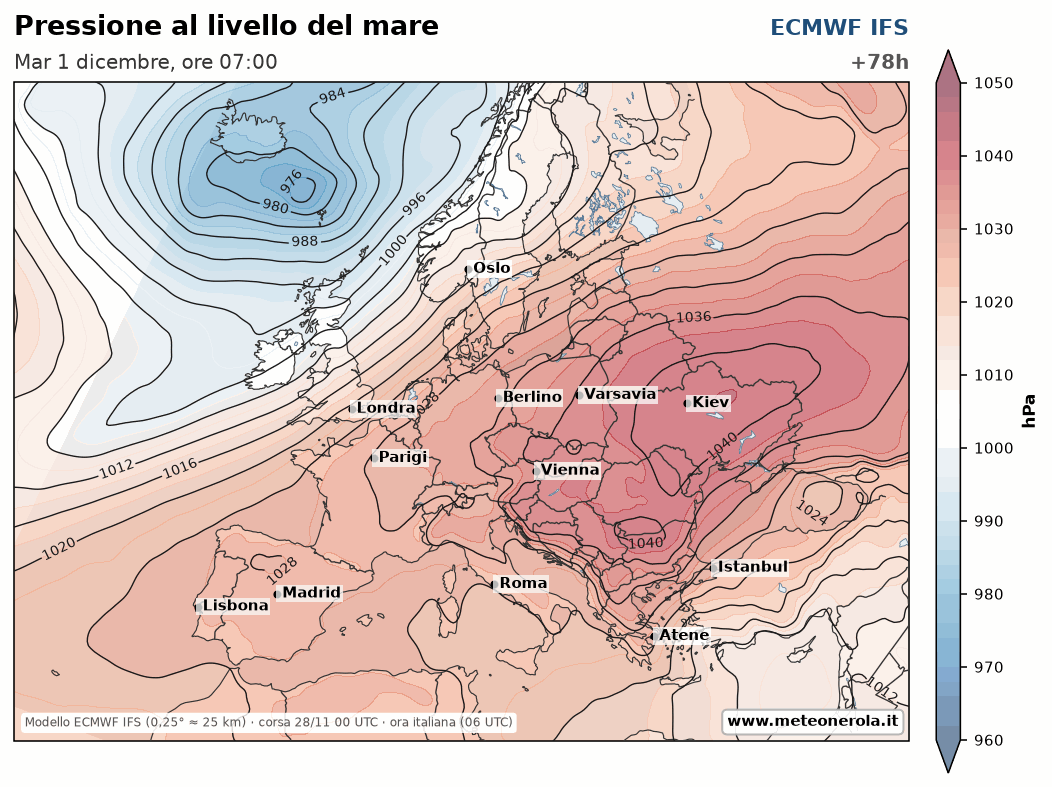 Pressione al livello del mare
ECMWF IFS
Mar 1 dicembre, ore 07:00
+78h
984
976
980
988
996
1000
Oslo
1036
Berlino
Varsavia
Kiev
Londra
1028
Parigi
1040
Vienna
1012
1016
1024
1020
1040
1028
Istanbul
Roma
Madrid
Lisbona
Atene
1012
Modello ECMWF IFS (0,25° ≈ 25 km) · corsa 28/11 00 UTC · ora italiana (06 UTC)
www.meteonerola.it
1050
1040
1030
1020
1010
1000
990
980
970
960
hPa